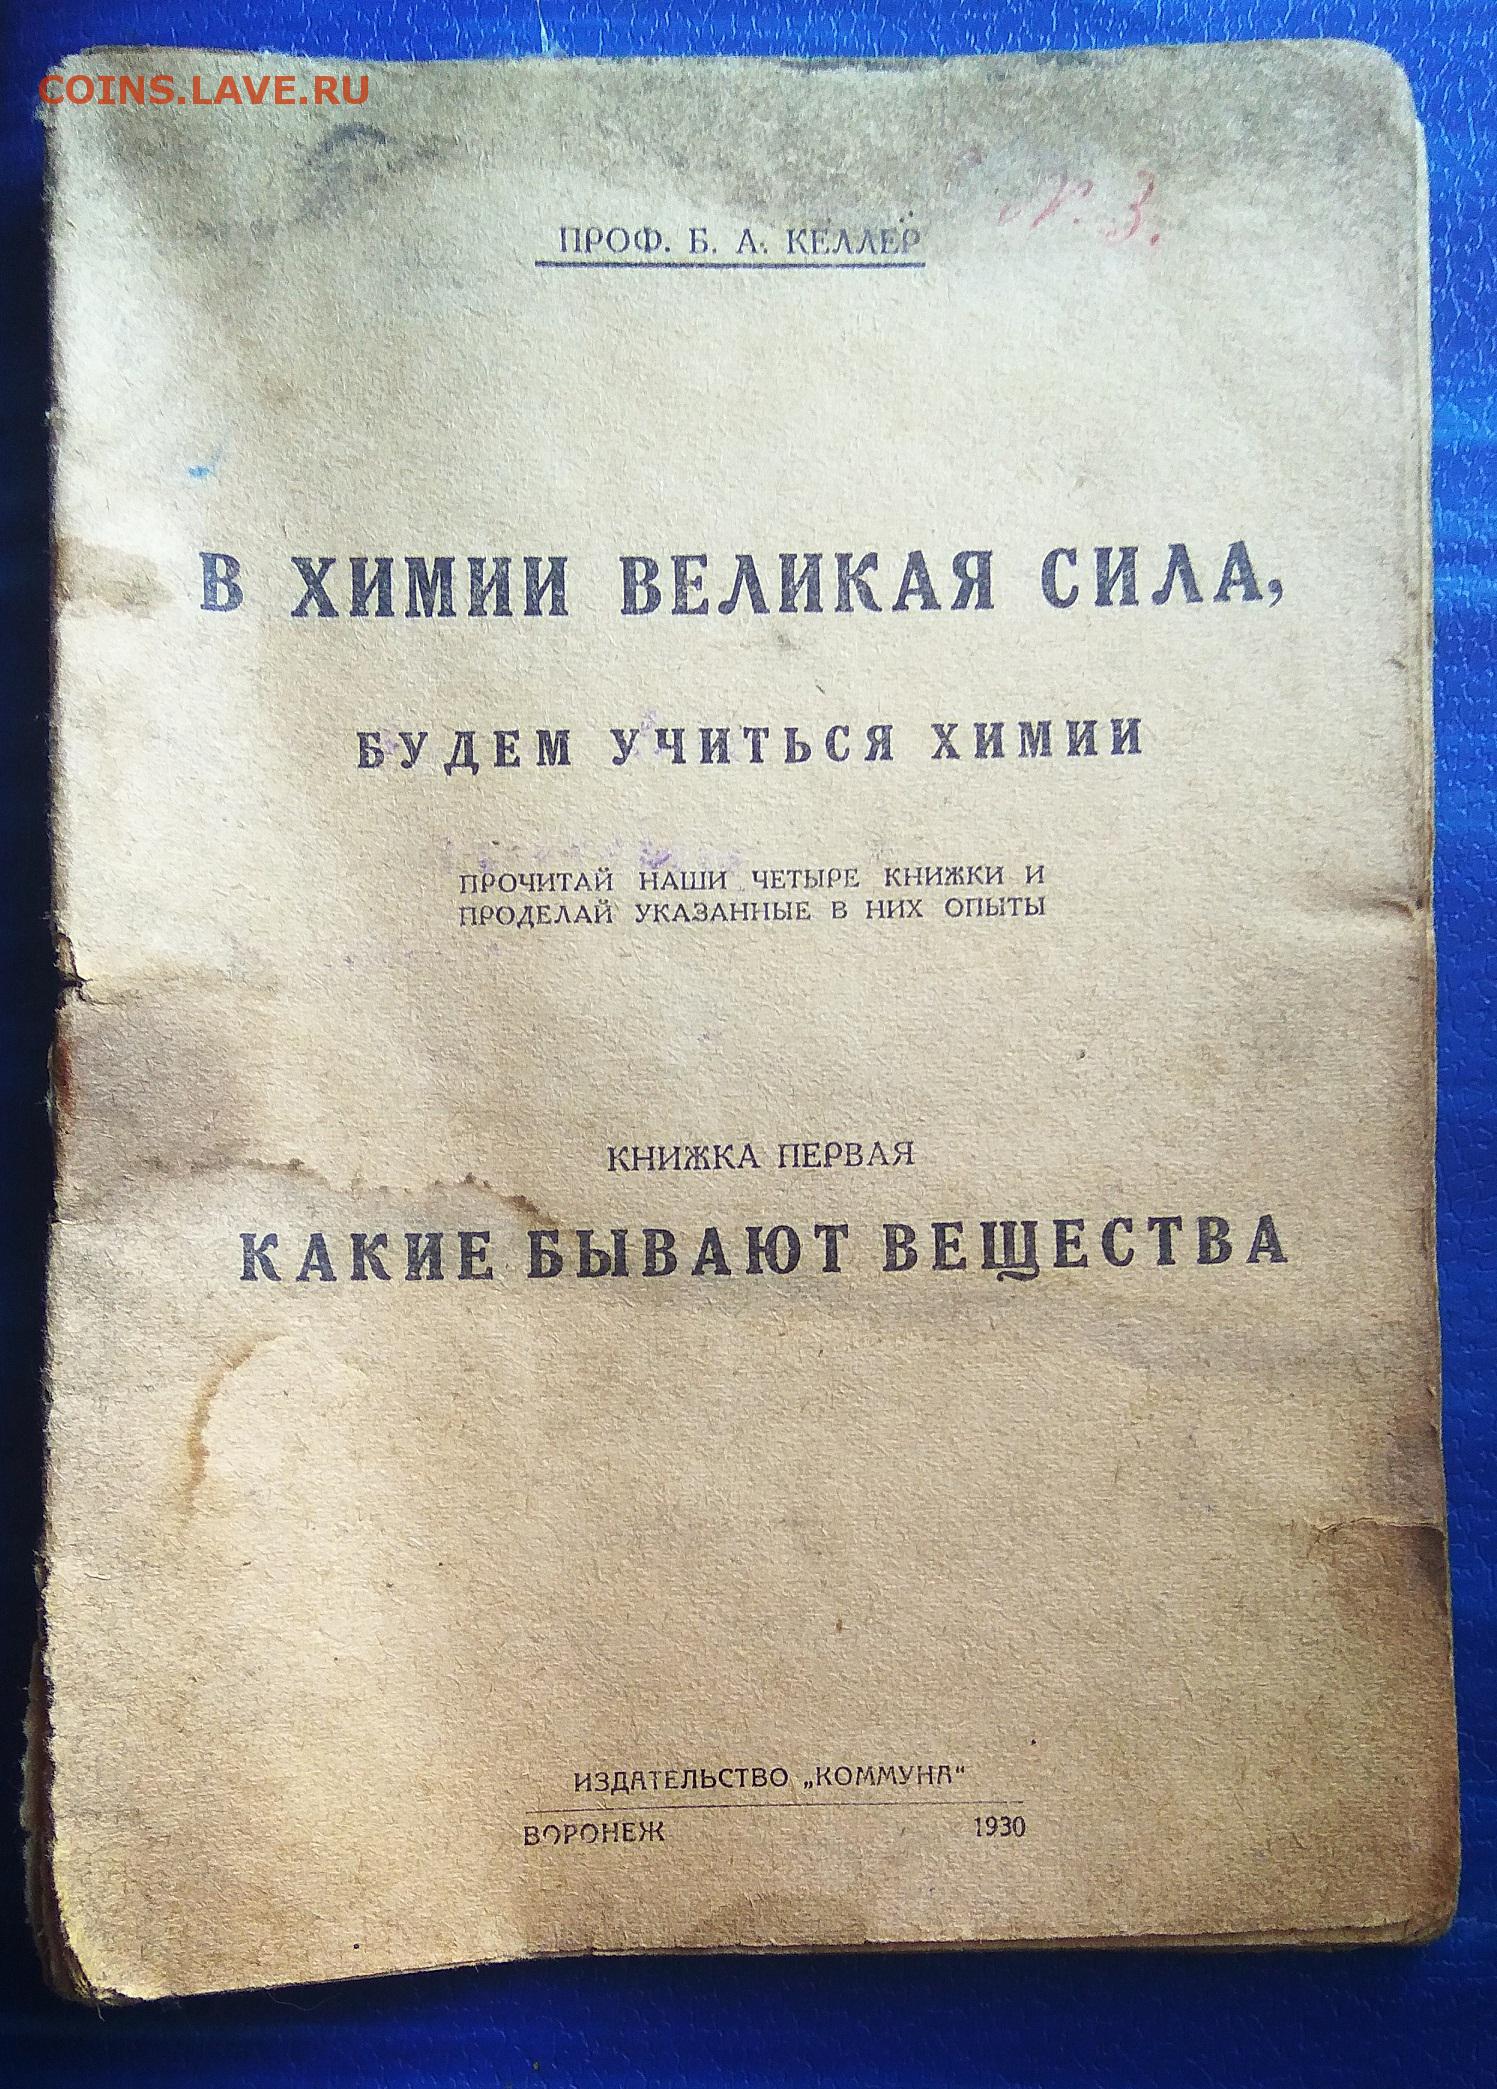 COINS.LAVE.RU
ПРОФ. Б. А. КЕЛЛЕР
В ХИМИИ ВЕЛИКАЯ СИЛА,
БУДЕМ УЧИТЬСЯ ХИМИИ
ПРОЧИТАЙ НАШИ ЧЕТЫРЕ КНИЖКИ И
ПРОДЕЛАЙ УКАЗАННЫЕ В НИХ ОПЫТЫ
КНИЖКА ПЕРВАЯ
КАКИЕ БЫВАЮТ ВЕЩЕСТВА
ИЗДАТЕЛЬСТВО „КОММУНА“
ВОРОНЕЖ 1930